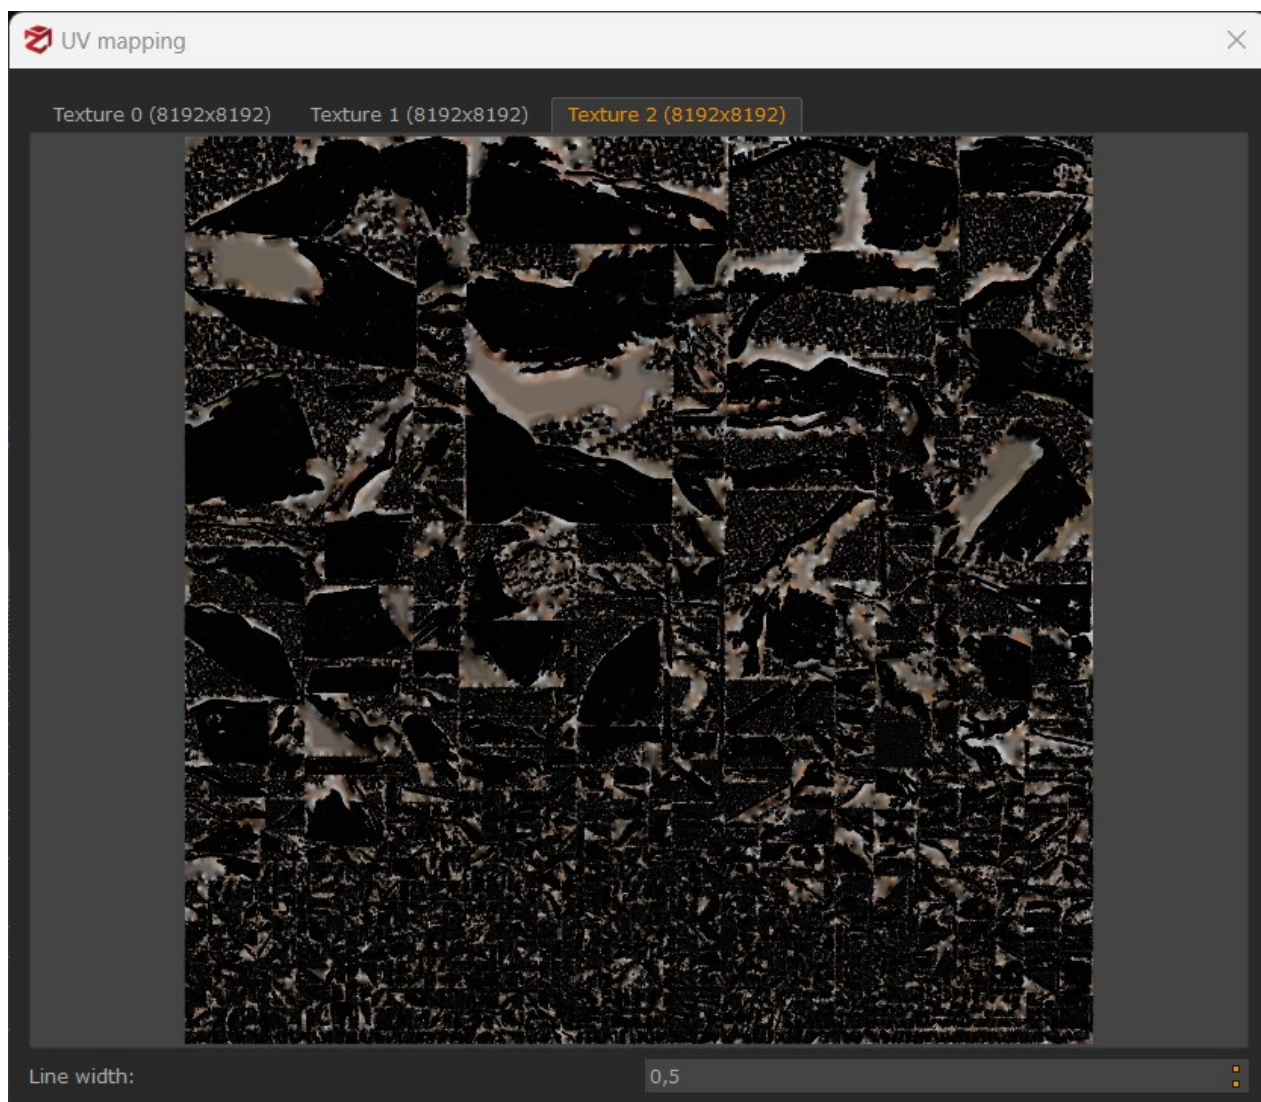 UV mapping
Texture 0 (8192x8192) Texture 1 (8192x8192) Texture 2 (8192x8192)
Line width: 0,5